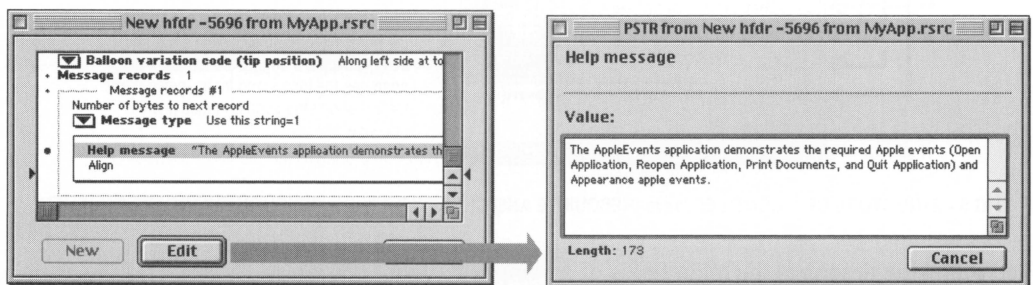 New hfdr -5696 from MyApp.rsrc
Balloon variation code (tip position) Along left side at to
Message records 1
Message records #1
Number of bytes to next record
Message type Use this string=1
Help message "The AppleEvents application demonstrates th
Align
New
Edit
PSTR from New hfdr -5696 from MyApp.rsrc
Help message
Value:
The AppleEvents application demonstrates the required Apple events (Open
Application, Reopen Application, Print Documents, and Quit Application) and
Appearance apple events.
Length: 173
Cancel